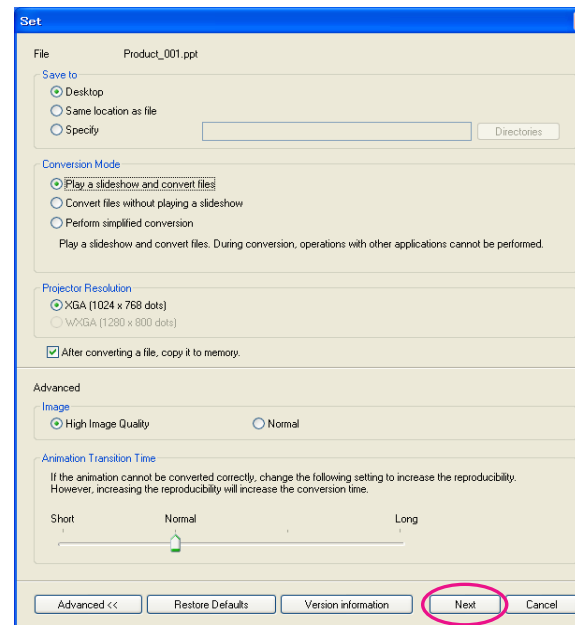 Set
File Product_001.ppt
Save to
Desktop
Same location as file
Specify Directories
Conversion Mode
Play a slideshow and convert files
Convert files without playing a slideshow
Perform simplified conversion
Play a slideshow and convert files. During conversion, operations with other applications cannot be performed.
Projector Resolution
XGA (1024 x 768 dots)
WXGA (1280 x 800 dots)
After converting a file, copy it to memory.
Advanced
Image
High Image Quality Normal
Animation Transition Time
If the animation cannot be converted correctly, change the following setting to increase the reproducibility.
However, increasing the reproducibility will increase the conversion time.
Short Normal Long
Advanced << Restore Defaults Version information Next Cancel